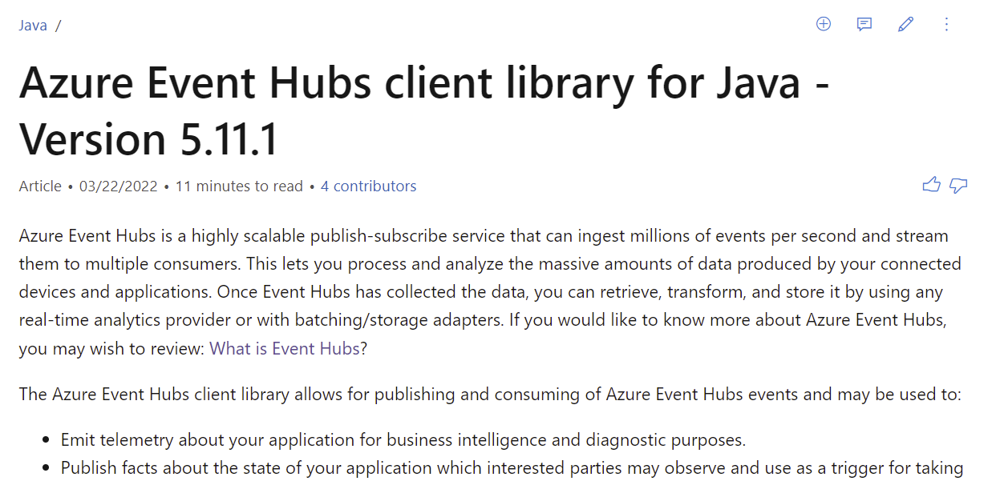 Java /
Azure Event Hubs client library for Java -
Version 5.11.1
Article • 03/22/2022 • 11 minutes to read • 4 contributors
Azure Event Hubs is a highly scalable publish-subscribe service that can ingest millions of events per second and stream
them to multiple consumers. This lets you process and analyze the massive amounts of data produced by your connected
devices and applications. Once Event Hubs has collected the data, you can retrieve, transform, and store it by using any
real-time analytics provider or with batching/storage adapters. If you would like to know more about Azure Event Hubs,
you may wish to review: What is Event Hubs?
The Azure Event Hubs client library allows for publishing and consuming of Azure Event Hubs events and may be used to:
• Emit telemetry about your application for business intelligence and diagnostic purposes.
• Publish facts about the state of your application which interested parties may observe and use as a trigger for taking